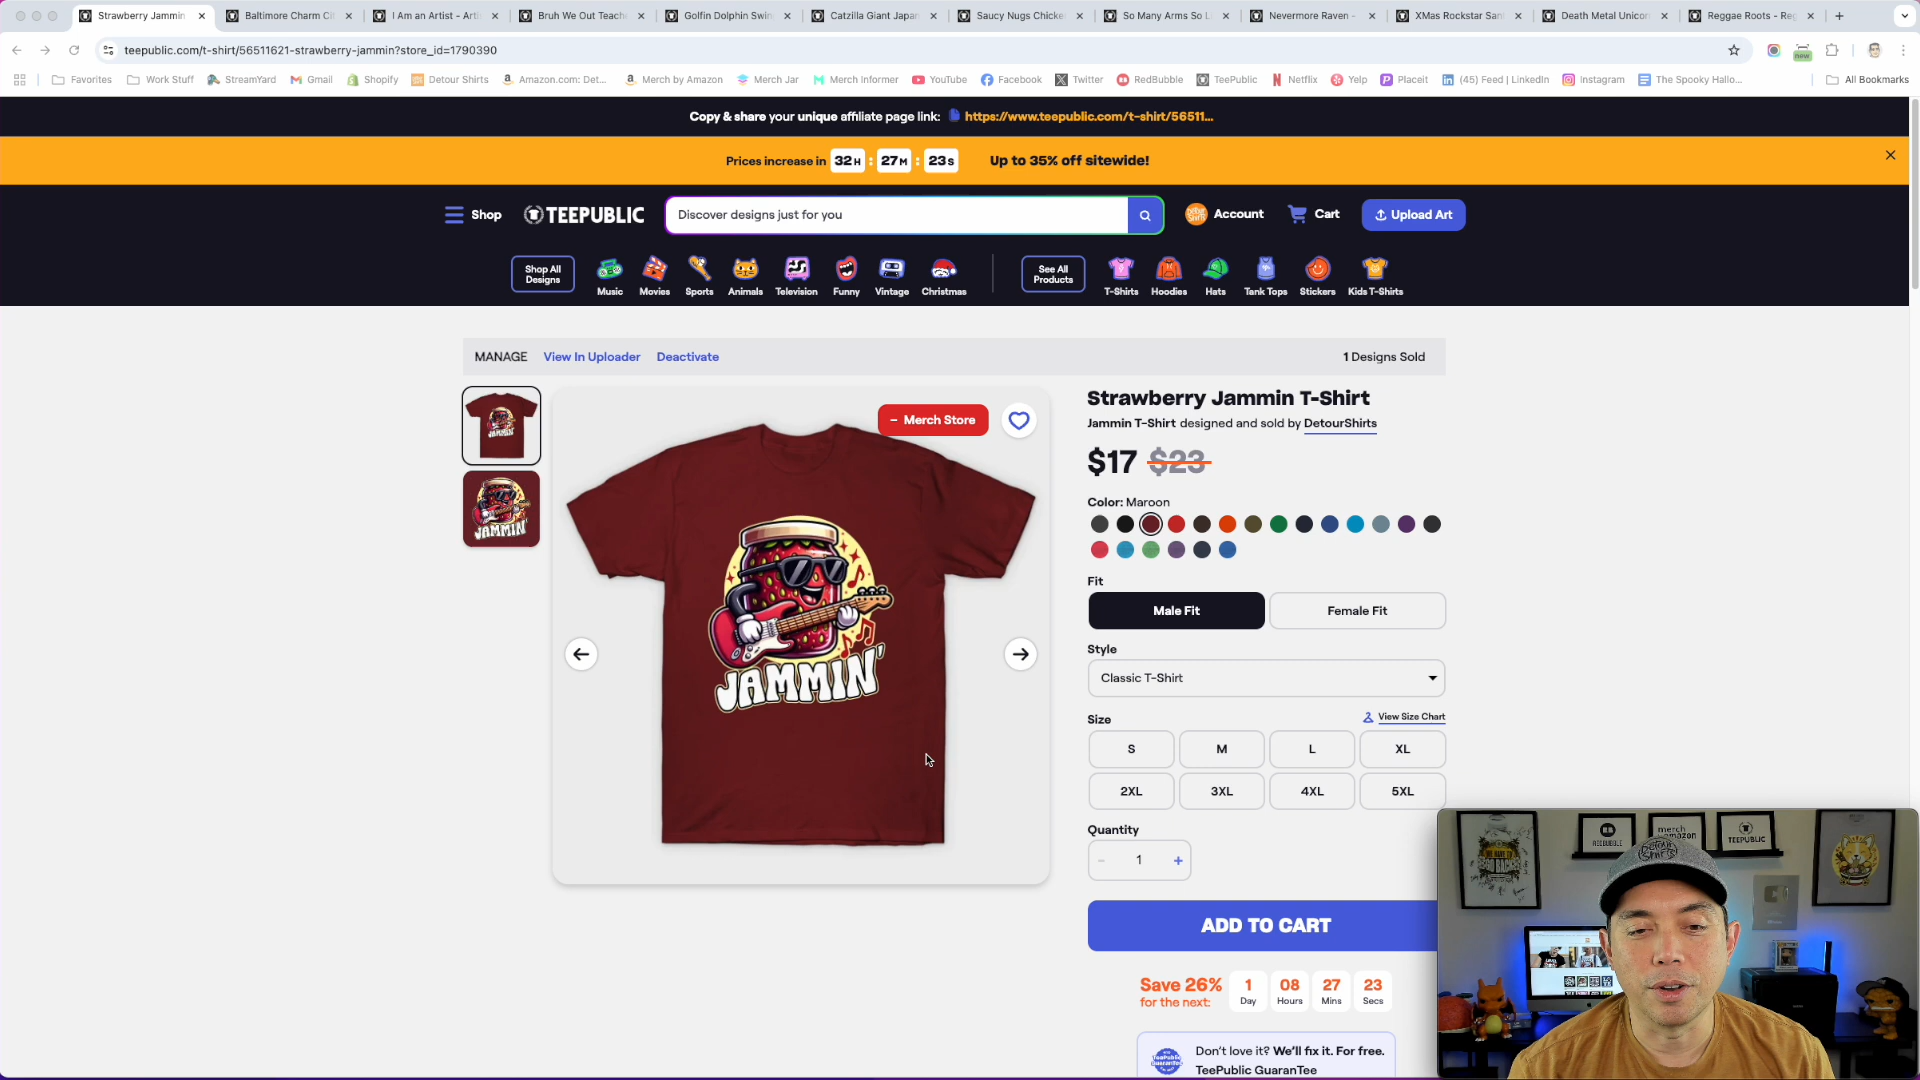 Strawberry Jammin
Baltimore Charm Ci
I Am an Artist - Arti
Bruh We Out Teach
Golfin Dolphin Swin
Catzilla Giant Japan
Saucy Nugs Chicke
So Many Arms So L
Nevermore Raven -
XMas Rockstar San
Death Metal Unicor
Reggae Roots - Reg
teepublic.com/t-shirt/56511621-strawberry-jammin?store_id=1790390
new
Favorites
Work Stuff
StreamYard
Gmail
Shopify
Detour Shirts
Amazon.com: Det...
Merch by Amazon
Merch Jar
Merch Informer
YouTube
Facebook
Twitter
RedBubble
TeePublic
Netflix
Yelp
Placeit
(45) Feed | LinkedIn
Instagram
The Spooky Hallo...
All Bookmarks
Copy & share your unique affiliate page link: https://www.teepublic.com/t-shirt/56511...
Prices increase in 32H : 27M : 23S Up to 35% off sitewide!
Shop
TEEPUBLIC
Discover designs just for you
Account
Cart
Upload Art
Shop All
Designs
Music
Movies
Sports
Animals
Television
Funny
Vintage
Christmas
See All
Products
T-Shirts
Hoodies
Hats
Tank Tops
Stickers
Kids T-Shirts
MANAGE View In Uploader Deactivate
1 Designs Sold
− Merch Store
JAMMIN'
JAMMIN'
JAMMIN'
Strawberry Jammin T-Shirt
Jammin T-Shirt designed and sold by DetourShirts
$17 $23
Color: Maroon
Fit
Male Fit
Female Fit
Style
Classic T-Shirt
Size
View Size Chart
S
M
L
XL
2XL
3XL
4XL
5XL
Quantity
− 1 +
ADD TO CART
Save 26%
for the next:
1 08 27 23
Day Hours Mins Secs
Don't love it? We'll fix it. For free.
TeePublic GuaranTee
REDBUBBLE
merch
amazon
TEEPUBLIC
DETOUR
SHIRTS